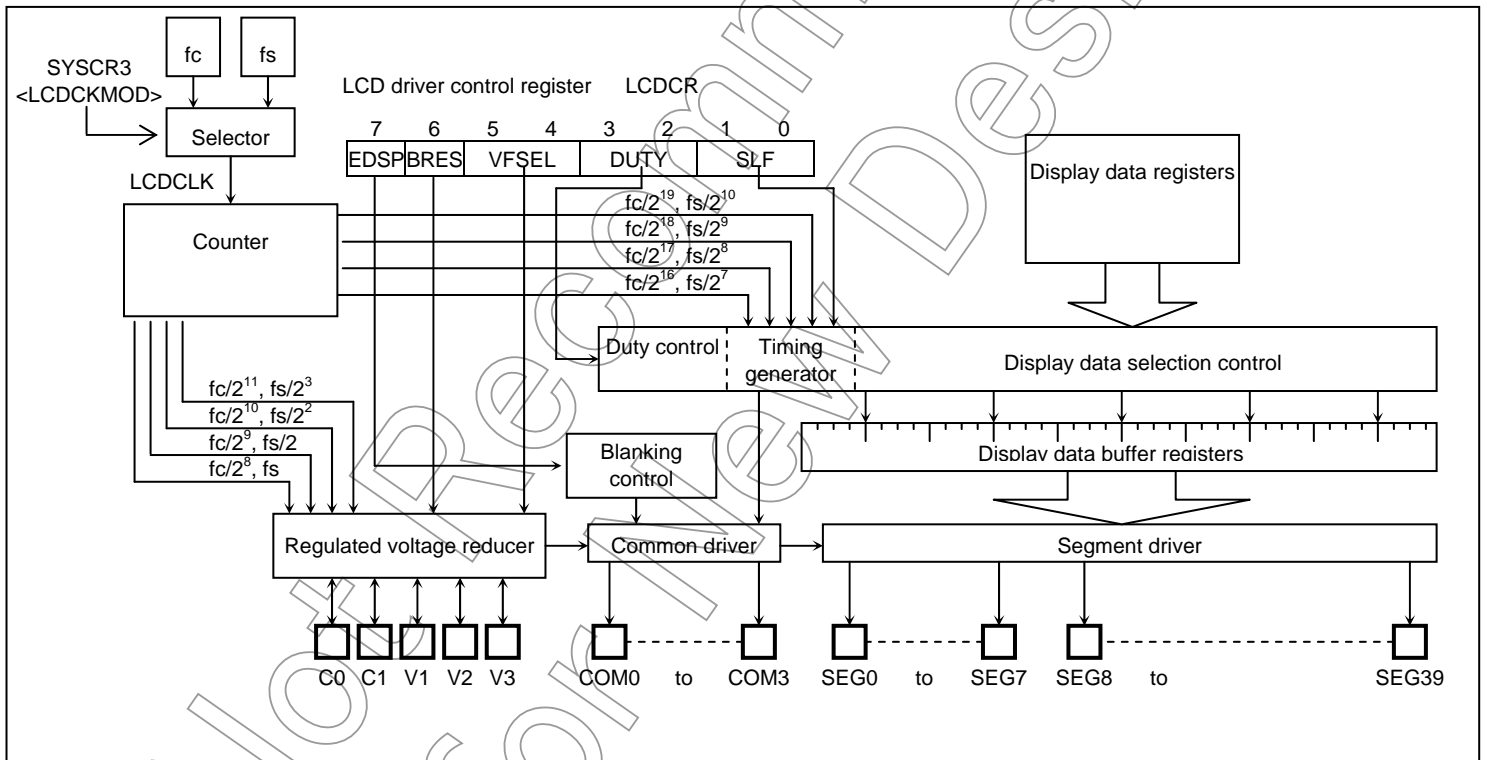 fc fs
SYSCR3
<LCDCKMOD>
Selector
LCDCLK
Counter
LCD driver control register LCDCR
7 6 5 4 3 2 1 0
EDSP BRES VFSEL DUTY SLF
fc/2^19, fs/2^10
fc/2^18, fs/2^9
fc/2^17, fs/2^8
fc/2^16, fs/2^7
Display data registers
Duty control
Timing
generator
Display data selection control
fc/2^11, fs/2^3
fc/2^10, fs/2^2
fc/2^9, fs/2
fc/2^8, fs
Blanking
control
Display data buffer registers
Regulated voltage reducer
Common driver
Segment driver
C0 C1 V1 V2 V3 COM0 to COM3 SEG0 to SEG7 SEG8 to SEG39
Not Recomm
for New Des